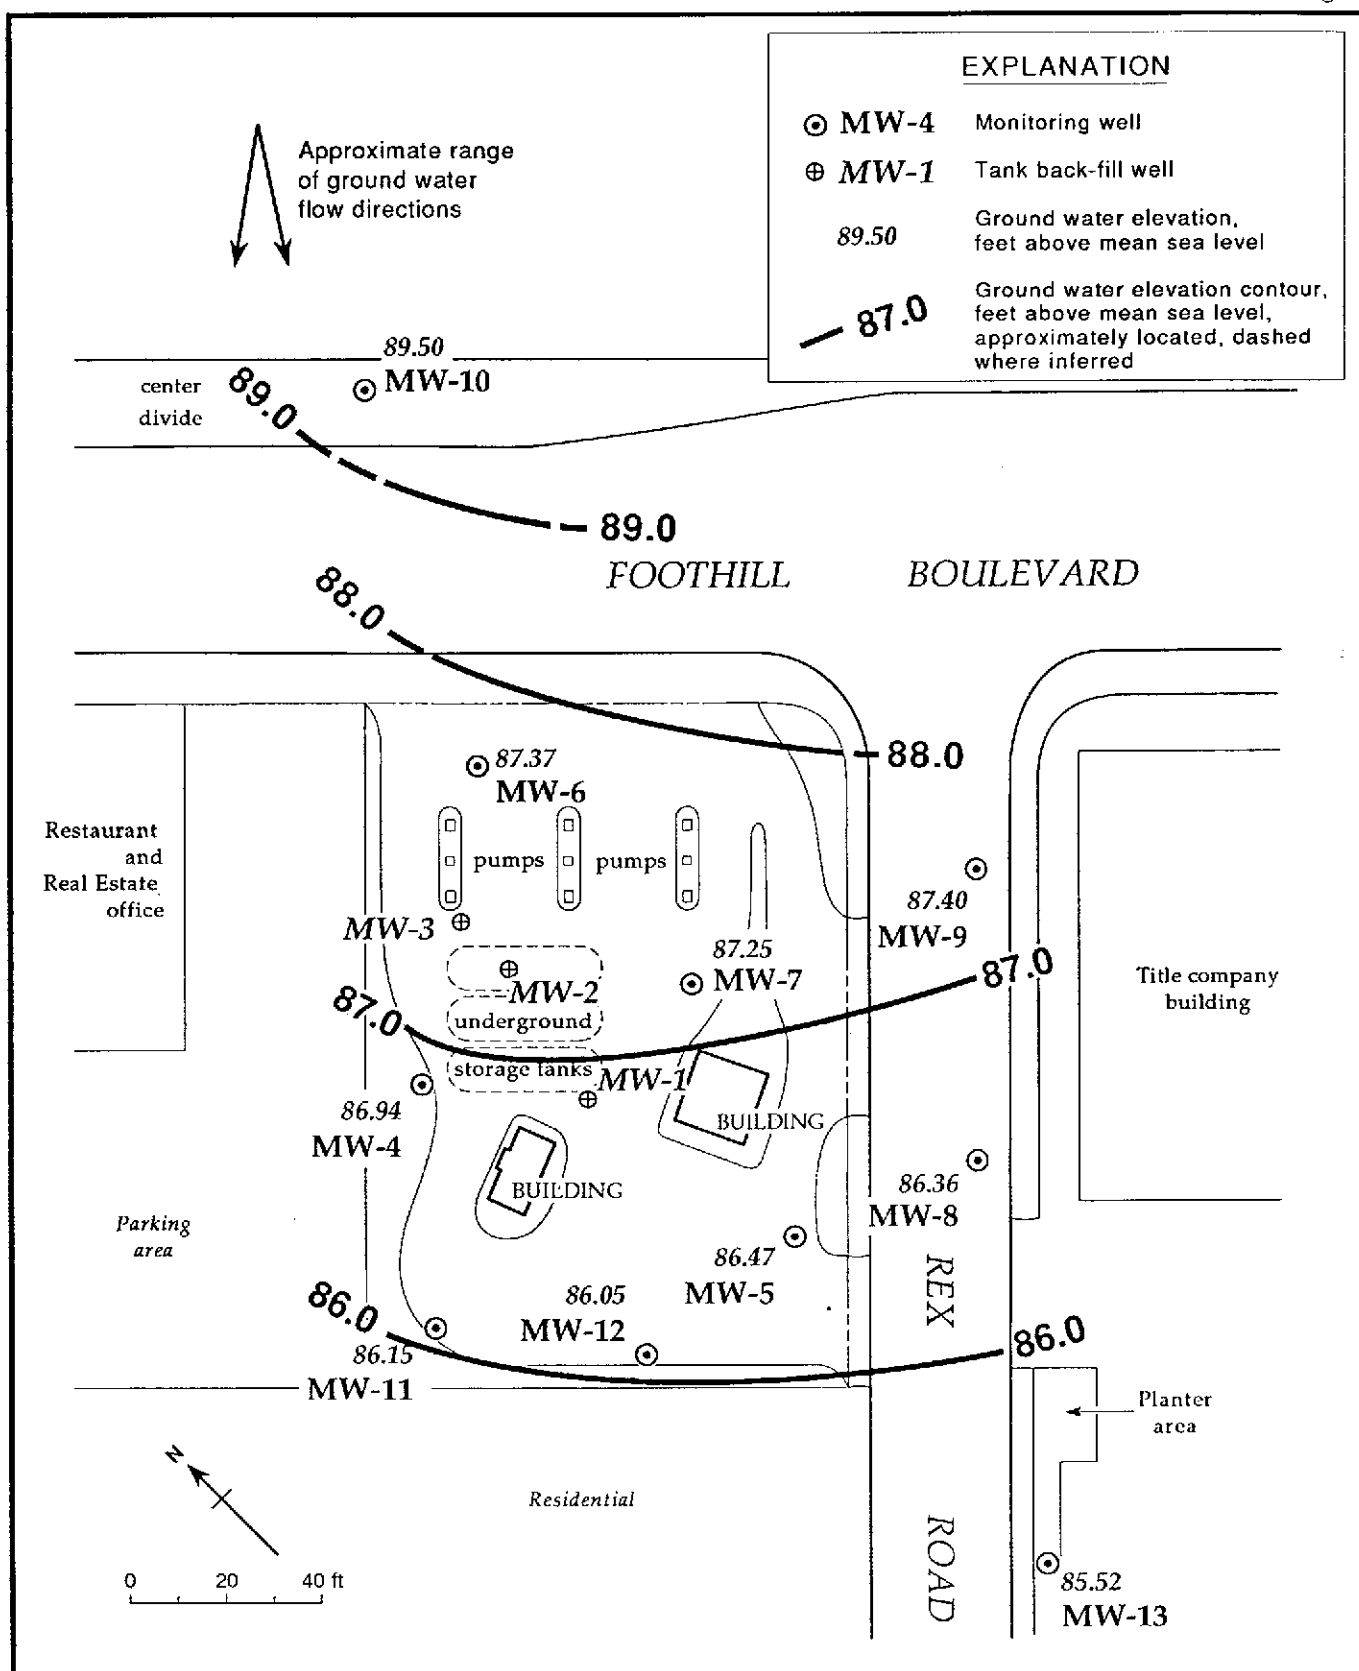 EXPLANATION
MW-4 Monitoring well
MW-1 Tank back-fill well
89.50 Ground water elevation,
feet above mean sea level
87.0 Ground water elevation contour,
feet above mean sea level,
approximately located, dashed
where inferred
Approximate range
of ground water
flow directions
89.50
MW-10
center
divide
89.0
89.0
FOOTHILL BOULEVARD
88.0
88.0
87.37
MW-6
Restaurant
and
Real Estate
office
pumps
pumps
MW-3
87.40
MW-9
87.25
MW-7
MW-2
87.0
87.0
Title company
building
underground
storage tanks
MW-1
86.94
MW-4
BUILDING
BUILDING
86.36
MW-8
Parking
area
86.47
MW-5
REX
86.05
MW-12
86.0
86.0
86.15
MW-11
Planter
area
N
Residential
ROAD
0 20 40 ft
85.52
MW-13